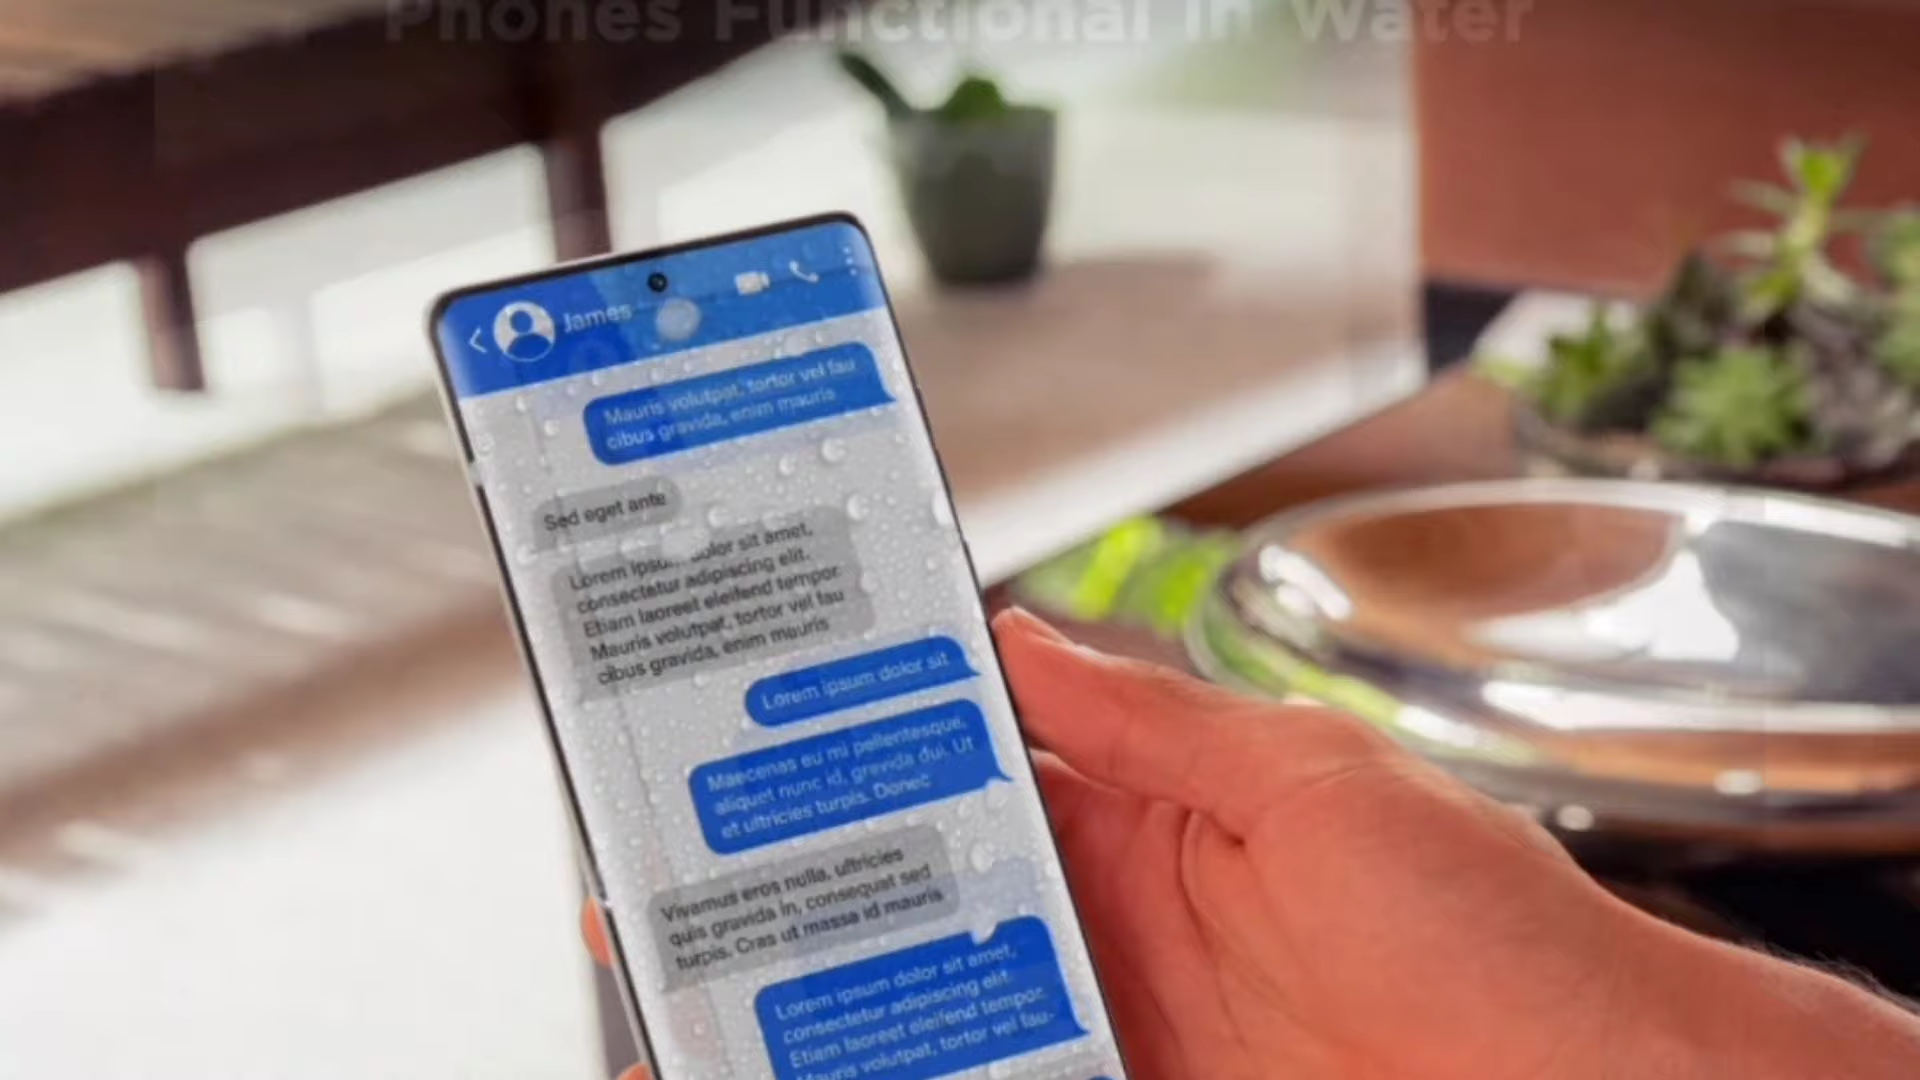 Phones Functional In Water
James
Mauris volutpat, tortor vel fau
cibus gravida, enim mauris
Sed eget ante
Lorem ipsum dolor sit amet,
consectetur adipiscing elit.
Etiam laoreet eleifend tempor.
Mauris volutpat, tortor vel fau
cibus gravida, enim mauris
Lorem ipsum dolor sit
Maecenas eu mi pellentesque,
aliquet nunc id, gravida dui. Ut
et ultricies turpis. Donec
Vivamus eros nulla, ultricies
quis gravida in, consequat sed
turpis. Cras ut massa id mauris
Lorem ipsum dolor sit amet,
consectetur adipiscing elit.
Etiam laoreet eleifend tempor.
Mauris volutpat, tortor vel fau-